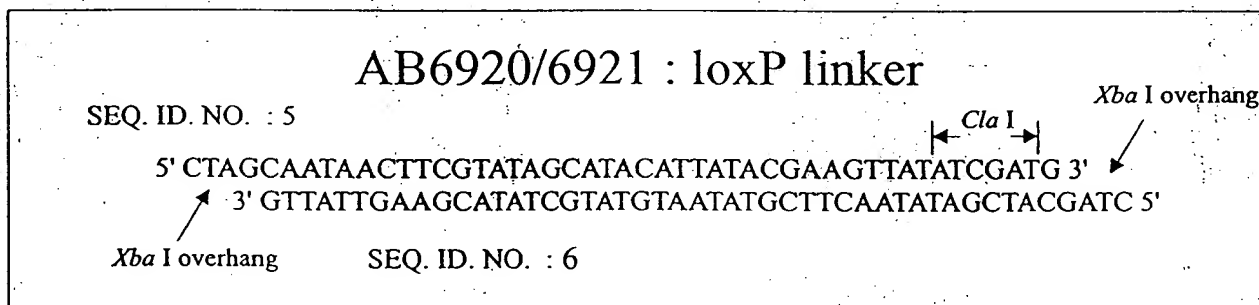 AB6920/6921 : loxP linker
Xba I overhang
SEQ. ID. NO. : 5
Cla I
5' CTAGCAATAACTTCGTATAGCATACATTATACGAAGTTATATCGATG 3'
3' GTTATTGAAGCATATCGTATGTAATATGCTTCAATATAGCTACGATC 5'
Xba I overhang
SEQ. ID. NO. : 6